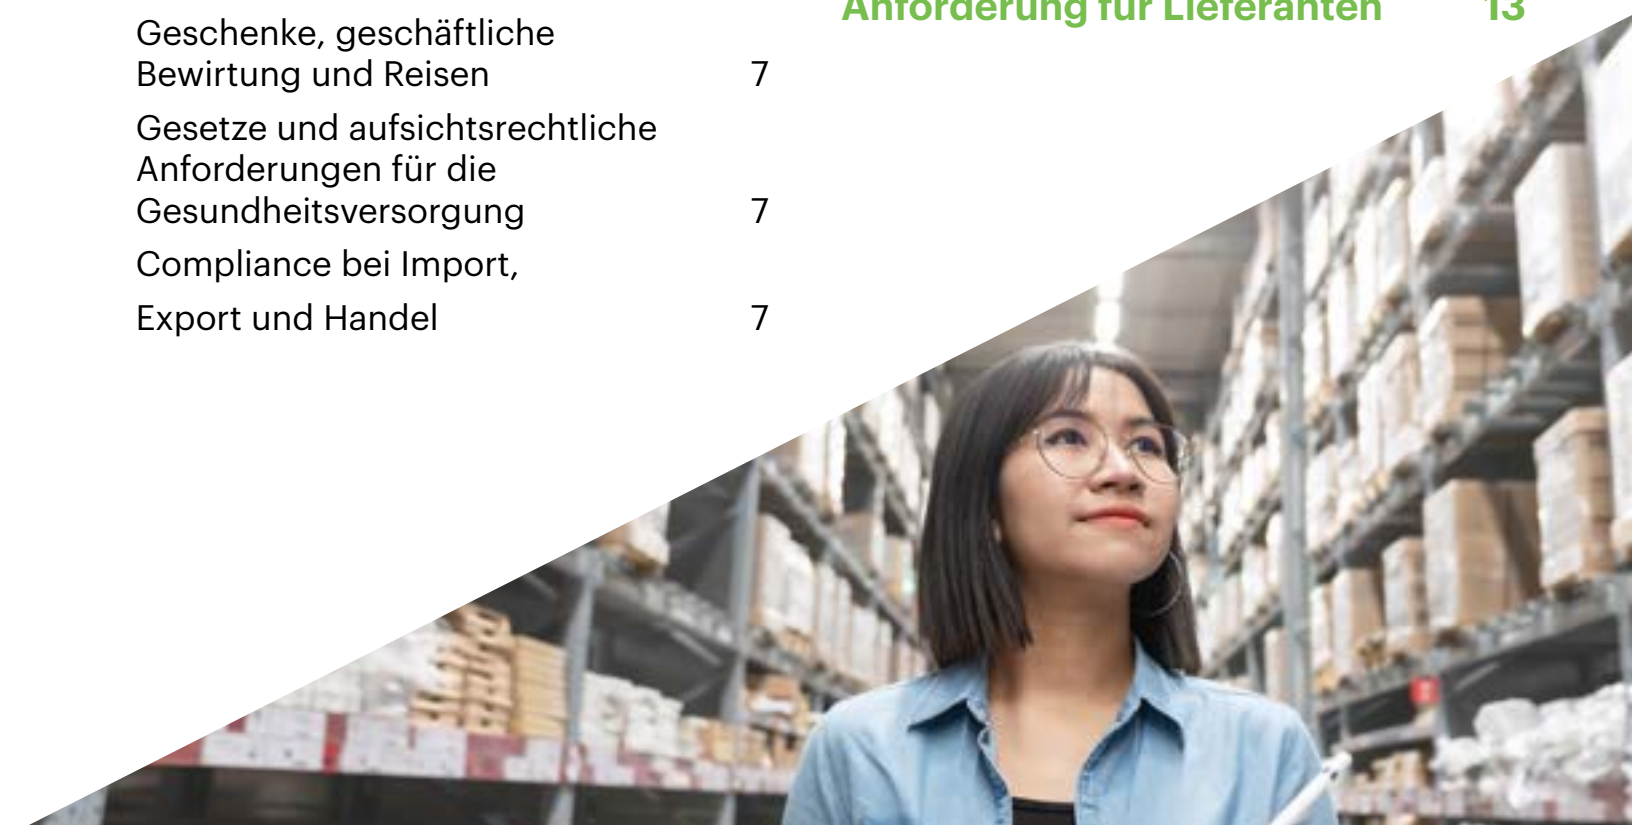 Geschenke, geschäftliche
Bewirtung und Reisen 7
Gesetze und aufsichtsrechtliche
Anforderungen für die
Gesundheitsversorgung 7
Compliance bei Import,
Export und Handel 7
Anforderung für Lieferanten 13